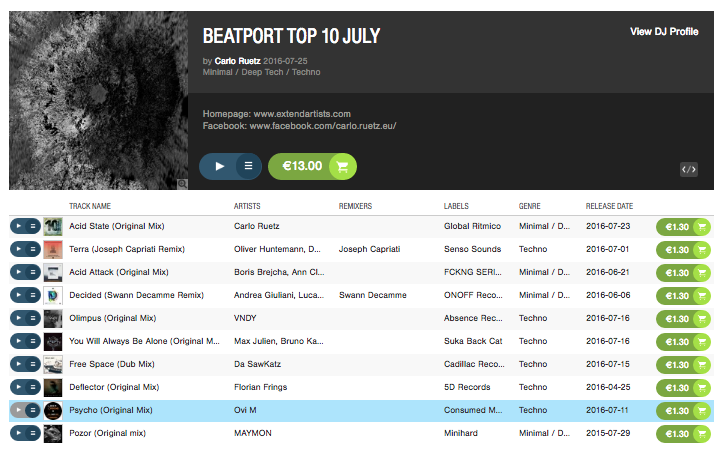 BEATPORT TOP 10 JULY
View DJ Profile
by Carlo Ruetz 2016-07-25
Minimal / Deep Tech / Techno
Homepage: www.extendartists.com
Facebook: www.facebook.com/carlo.ruetz.eu/
€13.00
TRACK NAME ARTISTS REMIXERS LABELS GENRE RELEASE DATE
Acid State (Original Mix) Carlo Ruetz Global Ritmico Minimal / D... 2016-07-23 €1.30
Terra (Joseph Capriati Remix) Oliver Huntemann, D... Joseph Capriati Senso Sounds Techno 2016-07-01 €1.30
Acid Attack (Original Mix) Boris Brejcha, Ann Cl... FCKNG SERI... Minimal / D... 2016-06-21 €1.30
Decided (Swann Decamme Remix) Andrea Giuliani, Luca... Swann Decamme ONOFF Reco... Minimal / D... 2016-06-06 €1.30
Olimpus (Original Mix) VNDY Absence Rec... Techno 2016-07-16 €1.30
You Will Always Be Alone (Original M... Max Julien, Bruno Ka... Suka Back Cat Techno 2016-07-16 €1.30
Free Space (Dub Mix) Da SawKatz Cadillac Reco... Techno 2016-07-15 €1.30
Deflector (Original Mix) Florian Frings 5D Records Techno 2016-04-25 €1.30
Psycho (Original Mix) Ovi M Consumed M... Techno 2016-07-11 €1.30
Pozor (Original mix) MAYMON Minihard Minimal / D... 2015-07-29 €1.30